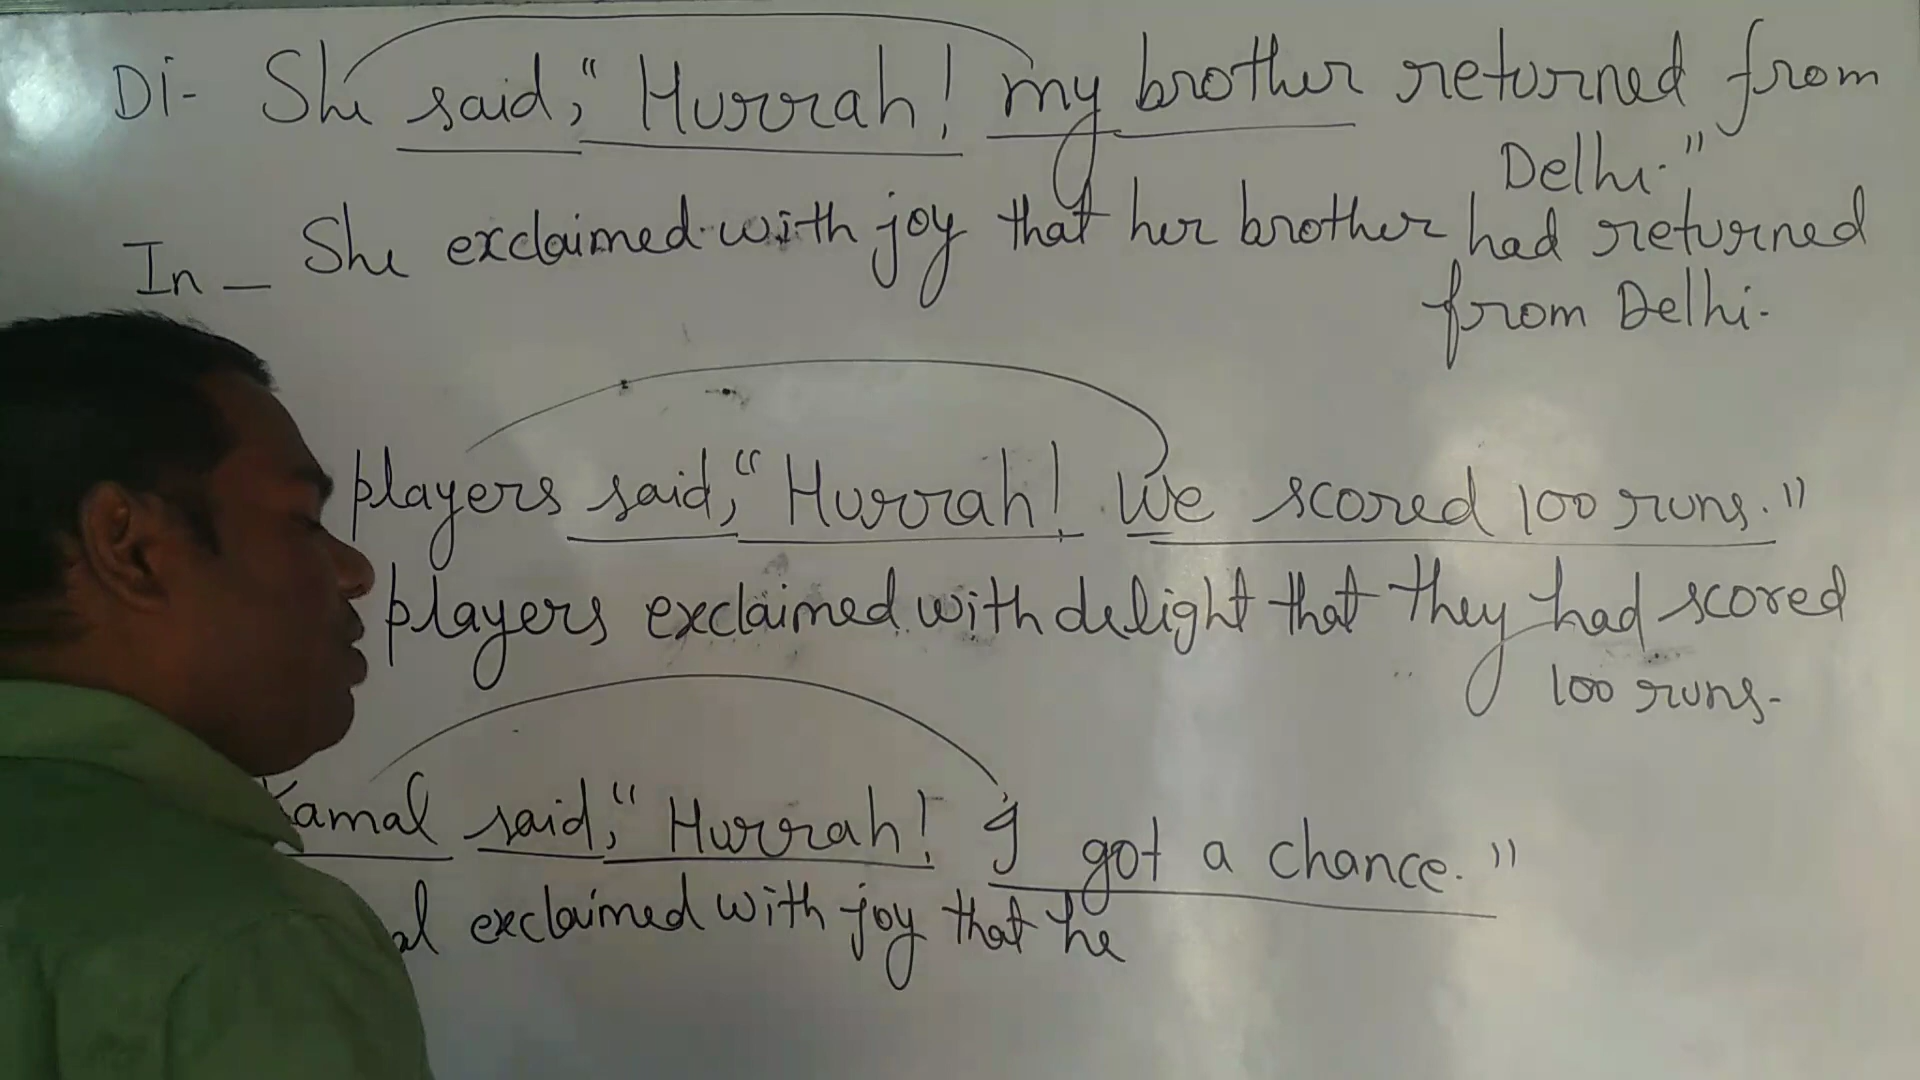 Di- She said, "Hurrah! my brother returned from
Delhi."
In _ She exclaimed with joy that her brother had returned
from Delhi.
players said, "Hurrah! We scored 100 runs."
players exclaimed with delight that they had scored
100 runs.
Kamal said, "Hurrah! I got a chance."
al exclaimed with joy that he